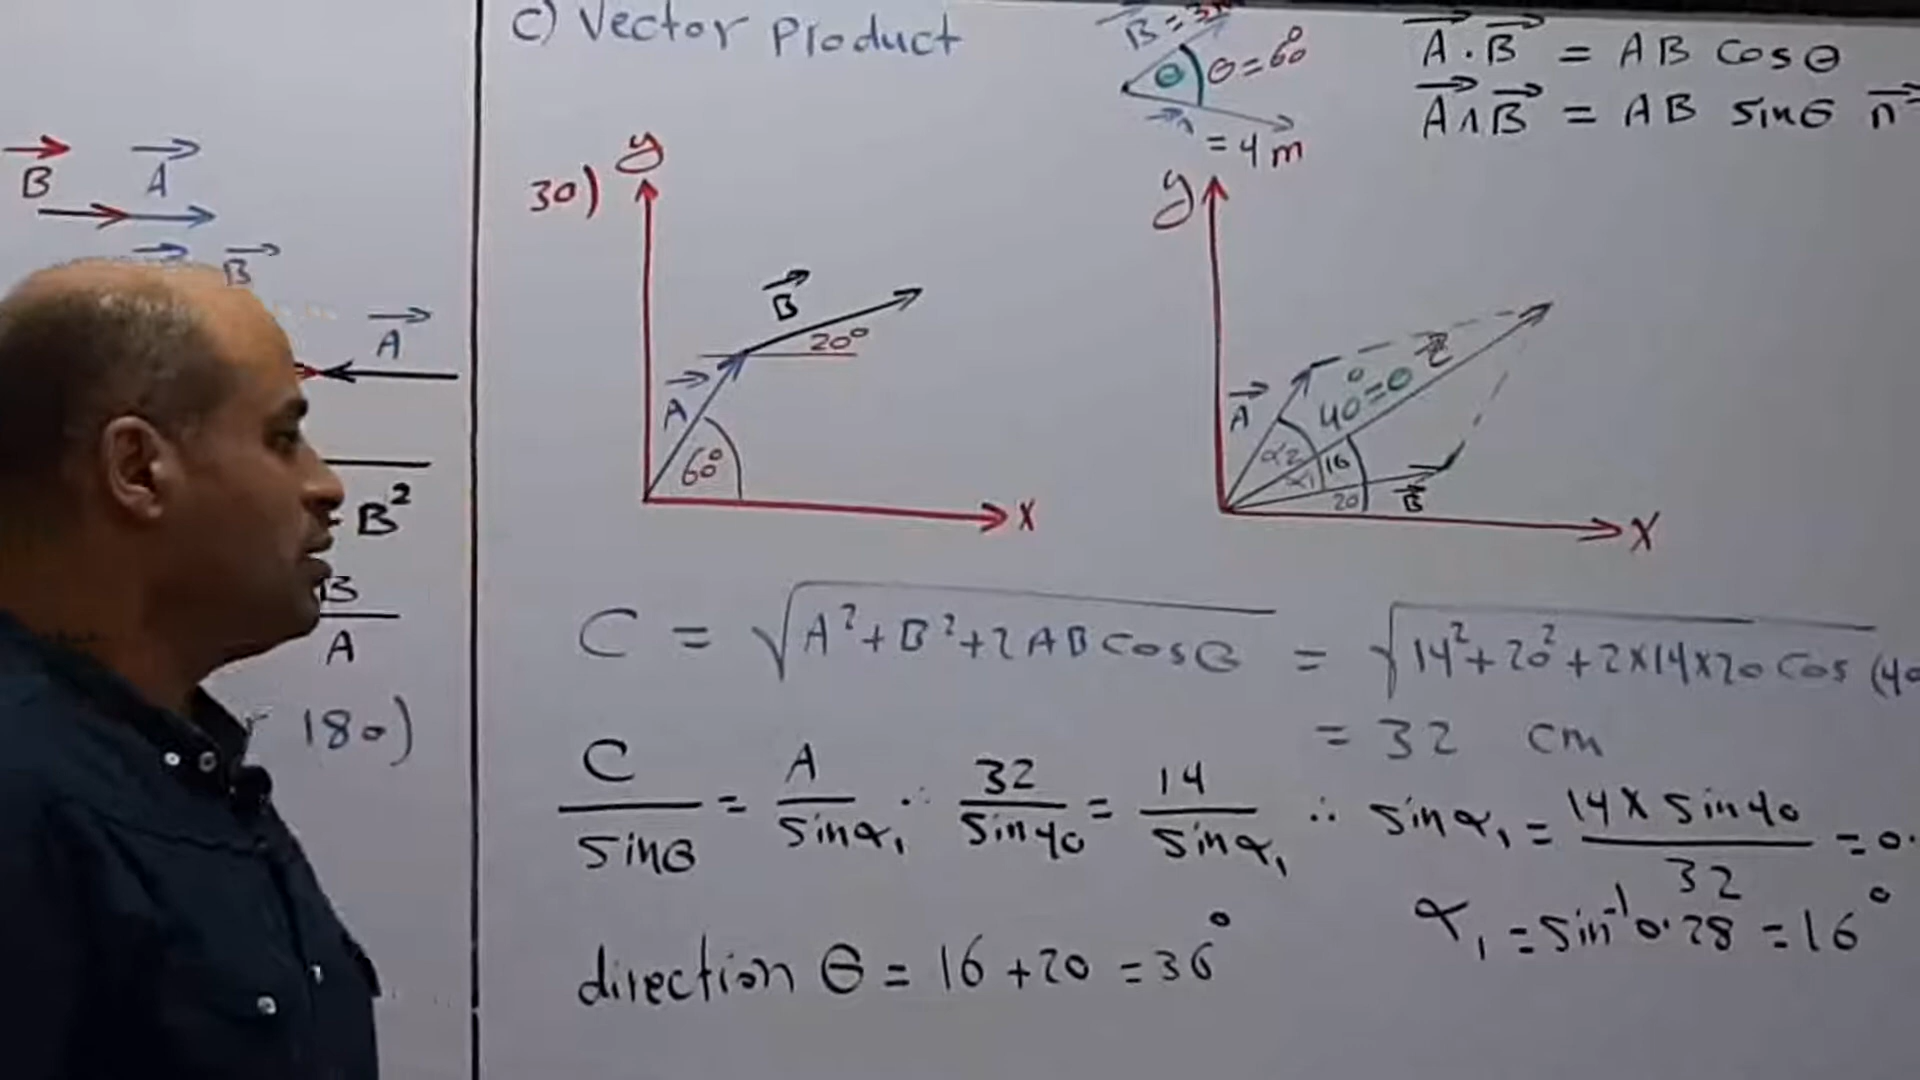 C) Vector Product
B = 3m
θ
θ = 60°
= 4 m
A · B = AB cos θ
A ∧ B = AB sin θ n
B
A
B
A
= B²
B
A
180)
30)
y
A
B
20°
60°
x
y
A
40° = θ
C
α2
α1
16
20
B
x
C = √A² + B² + 2AB cos θ = √14² + 20² + 2×14×20 cos (40
= 32 cm
C/sin θ = A/sin α₁ ∴ 32/sin 40 = 14/sin α₁ ∴ sin α₁ = 14 × sin 40/32 = 0.
α₁ = sin⁻¹ 0.28 = 16°
direction θ = 16 + 20 = 36°